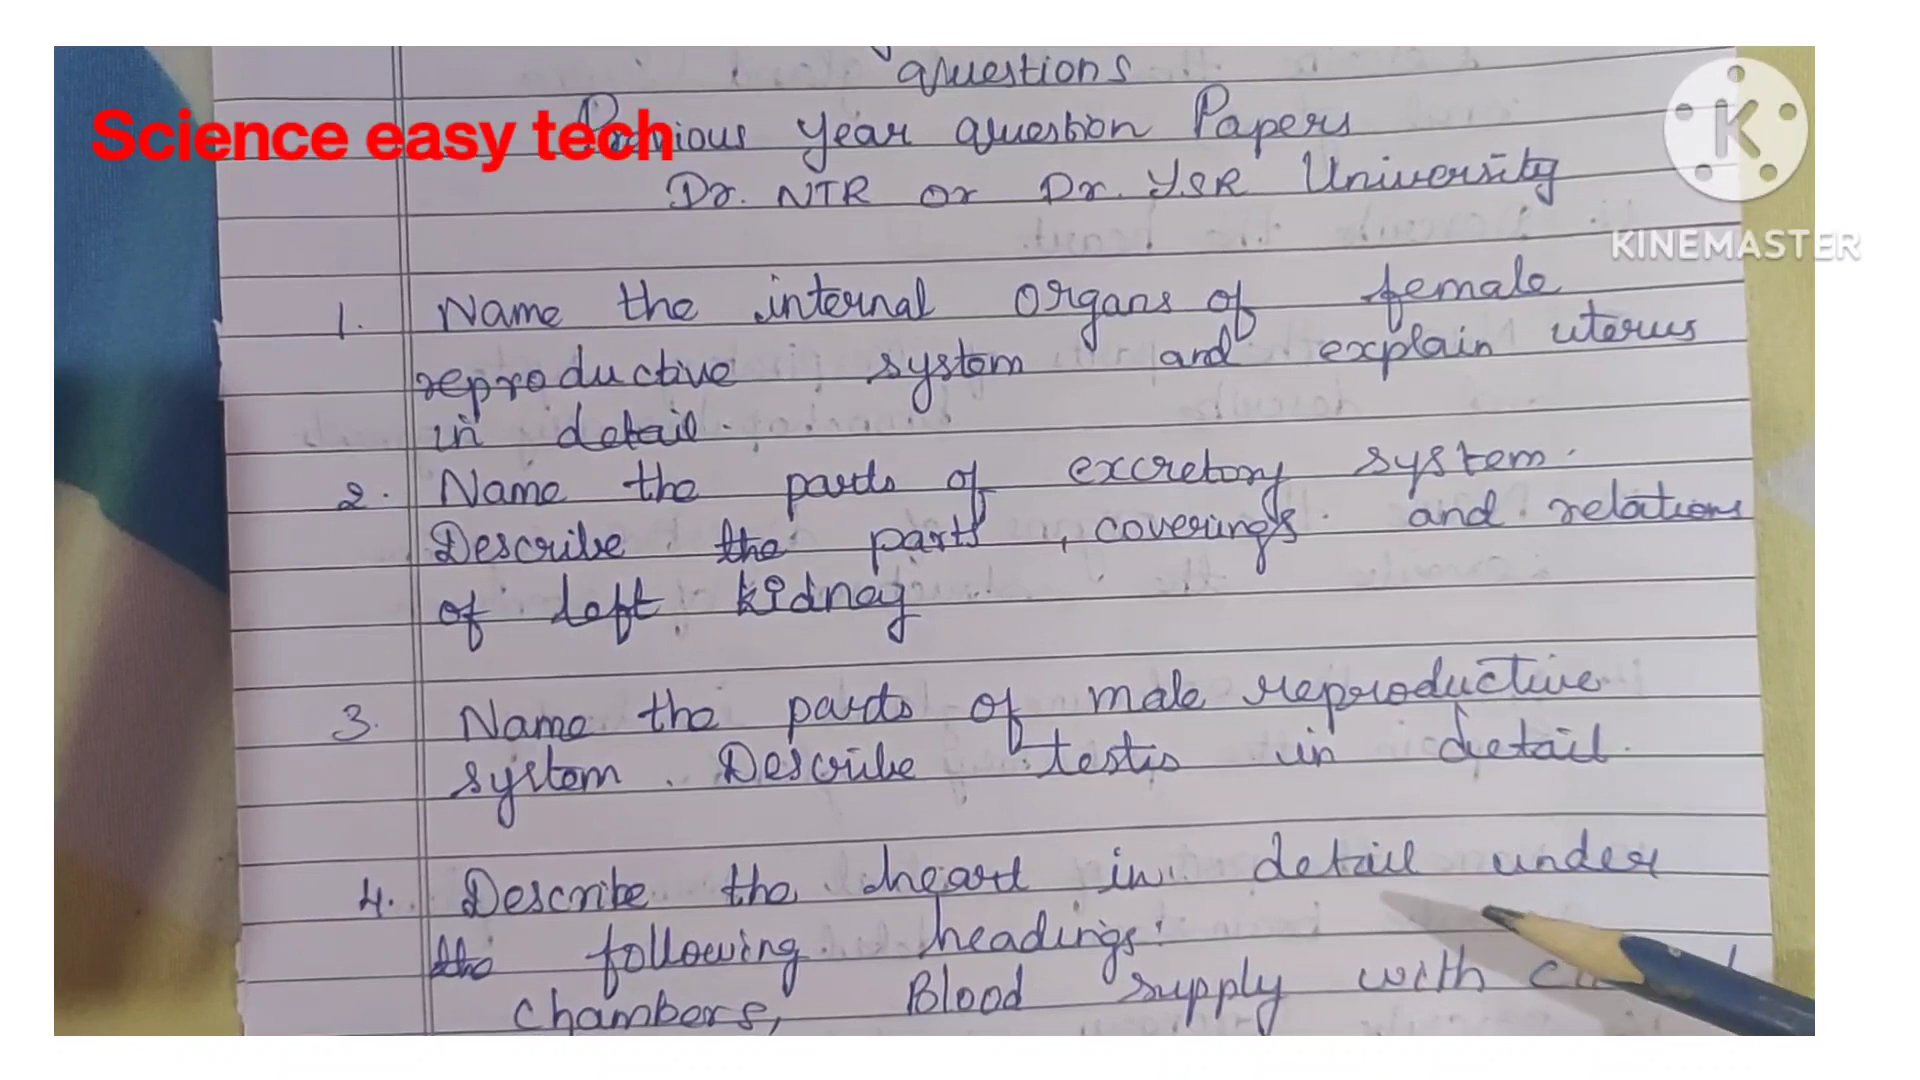 questions
Science easy tech
Previous year question Papers
Dr. NTR or Dr. YSR University
K
KINEMASTER
1. Name the internal organs of female
reproductive system and explain uterus
in detail.
2. Name the parts of excretory system.
Describe the parts, coverings and relations
of left kidney
3. Name the parts of male reproductive
system. Describe testis in detail.
4. Describe the heart in detail under
the following headings:
chambers, Blood supply with